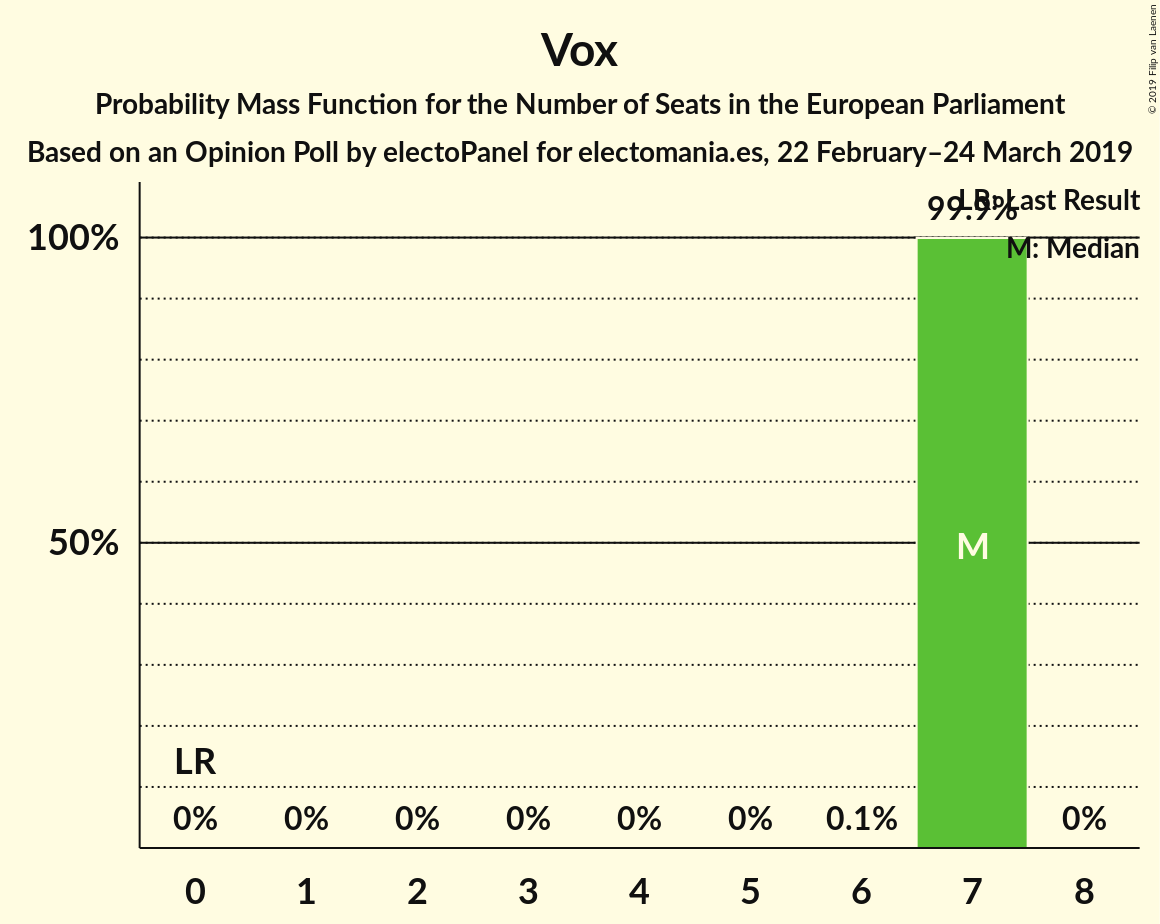 Vox
Probability Mass Function for the Number of Seats in the European Parliament
Based on an Opinion Poll by electoPanel for electomania.es, 22 February–24 March 2019
© 2019 Filip van Laenen
LR: Last Result
M: Median
99.9%
100%
50%
M
LR
0% 0% 0% 0% 0% 0% 0.1% 0%
0 1 2 3 4 5 6 7 8